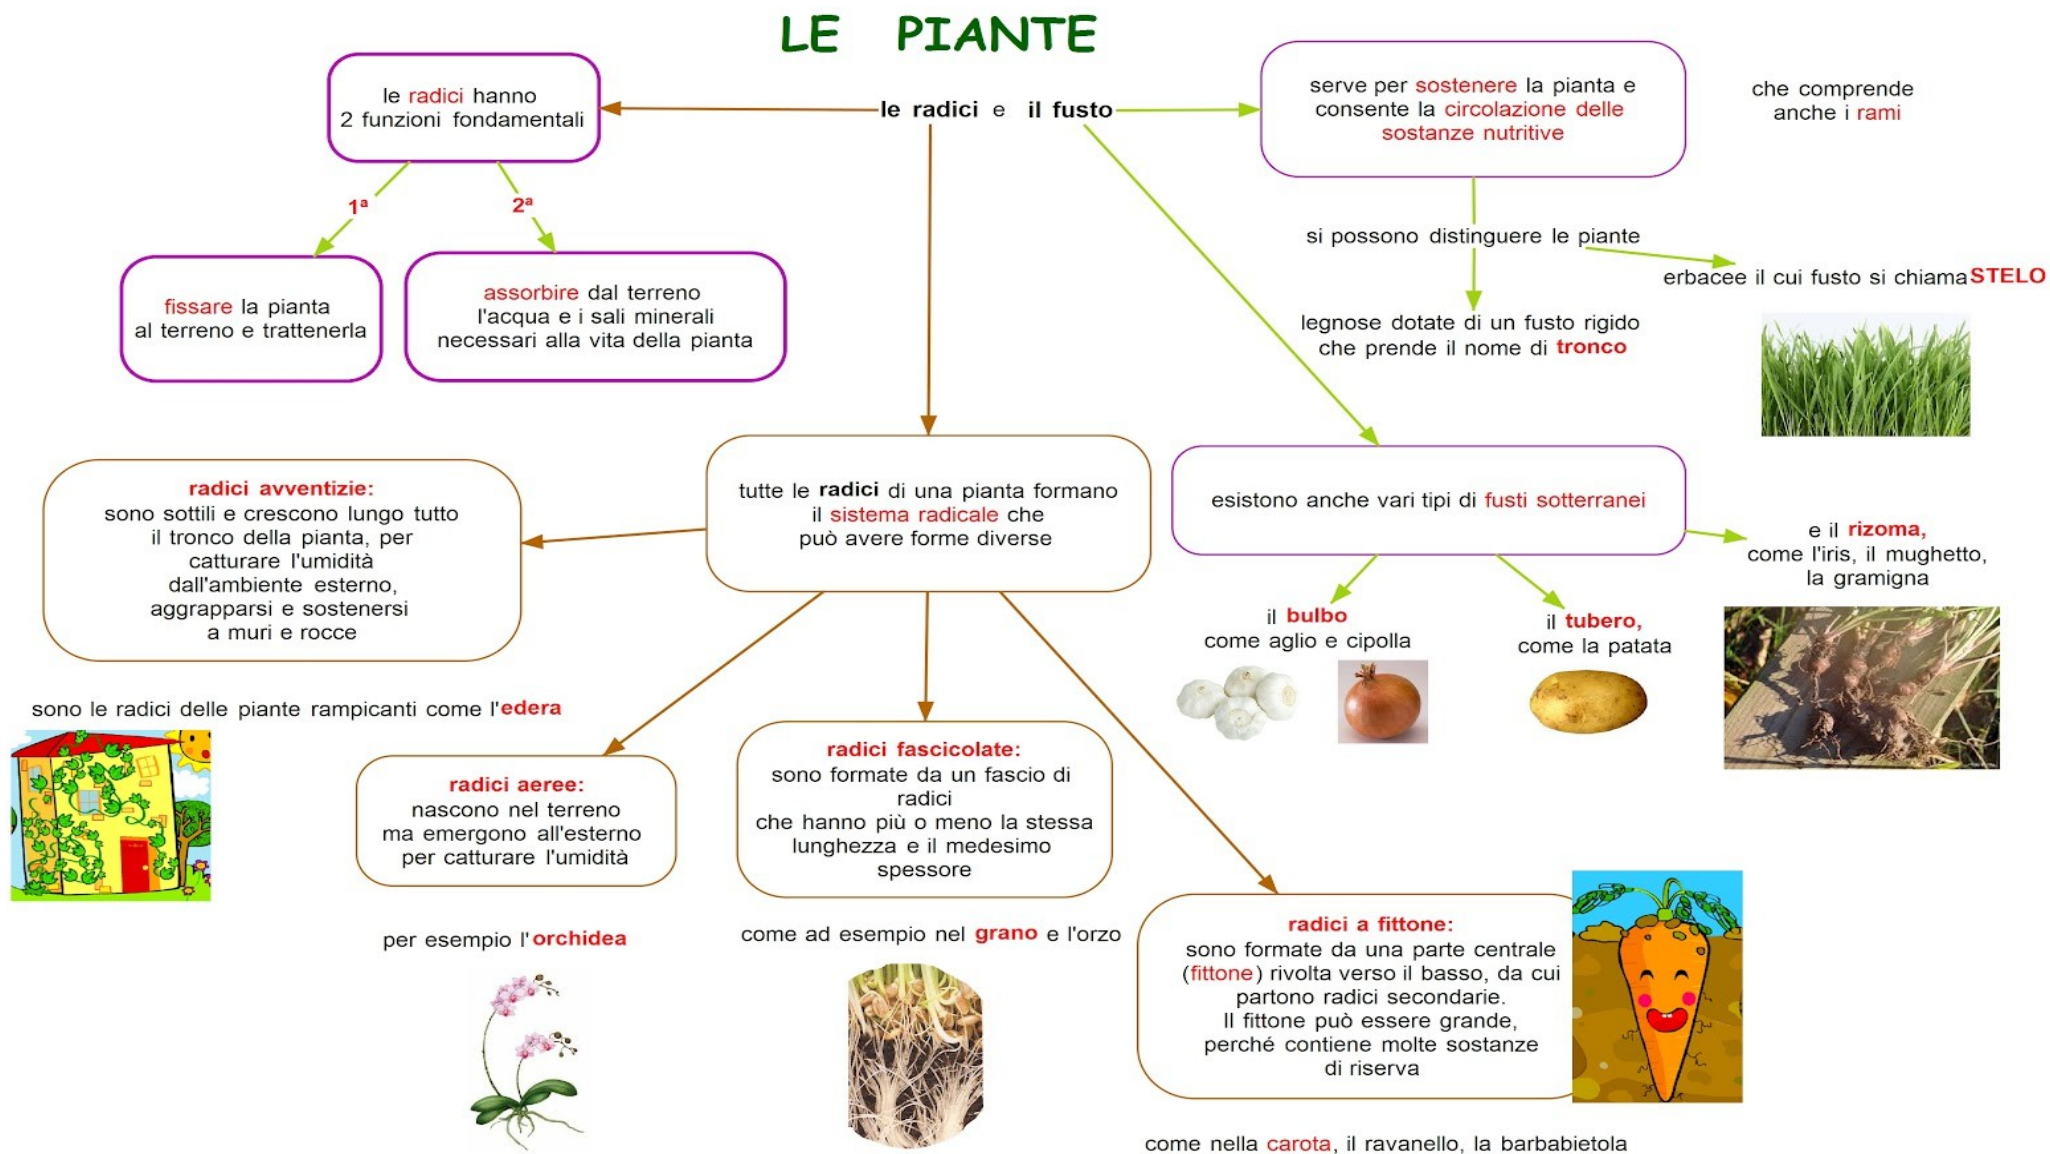 LE PIANTE
le radici e il fusto
le radici hanno
2 funzioni fondamentali
1ª
2ª
fissare la pianta
al terreno e trattenerla
assorbire dal terreno
l'acqua e i sali minerali
necessari alla vita della pianta
serve per sostenere la pianta e
consente la circolazione delle
sostanze nutritive
che comprende
anche i rami
si possono distinguere le piante
erbacee il cui fusto si chiama STELO
legnose dotate di un fusto rigido
che prende il nome di tronco
tutte le radici di una pianta formano
il sistema radicale che
può avere forme diverse
esistono anche vari tipi di fusti sotterranei
e il rizoma,
come l'iris, il mughetto,
la gramigna
il bulbo
come aglio e cipolla
il tubero,
come la patata
radici avventizie:
sono sottili e crescono lungo tutto
il tronco della pianta, per
catturare l'umidità
dall'ambiente esterno,
aggrapparsi e sostenersi
a muri e rocce
sono le radici delle piante rampicanti come l'edera
radici aeree:
nascono nel terreno
ma emergono all'esterno
per catturare l'umidità
per esempio l'orchidea
radici fascicolate:
sono formate da un fascio di
radici
che hanno più o meno la stessa
lunghezza e il medesimo
spessore
come ad esempio nel grano e l'orzo
radici a fittone:
sono formate da una parte centrale
(fittone) rivolta verso il basso, da cui
partono radici secondarie.
Il fittone può essere grande,
perché contiene molte sostanze
di riserva
come nella carota, il ravanello, la barbabietola